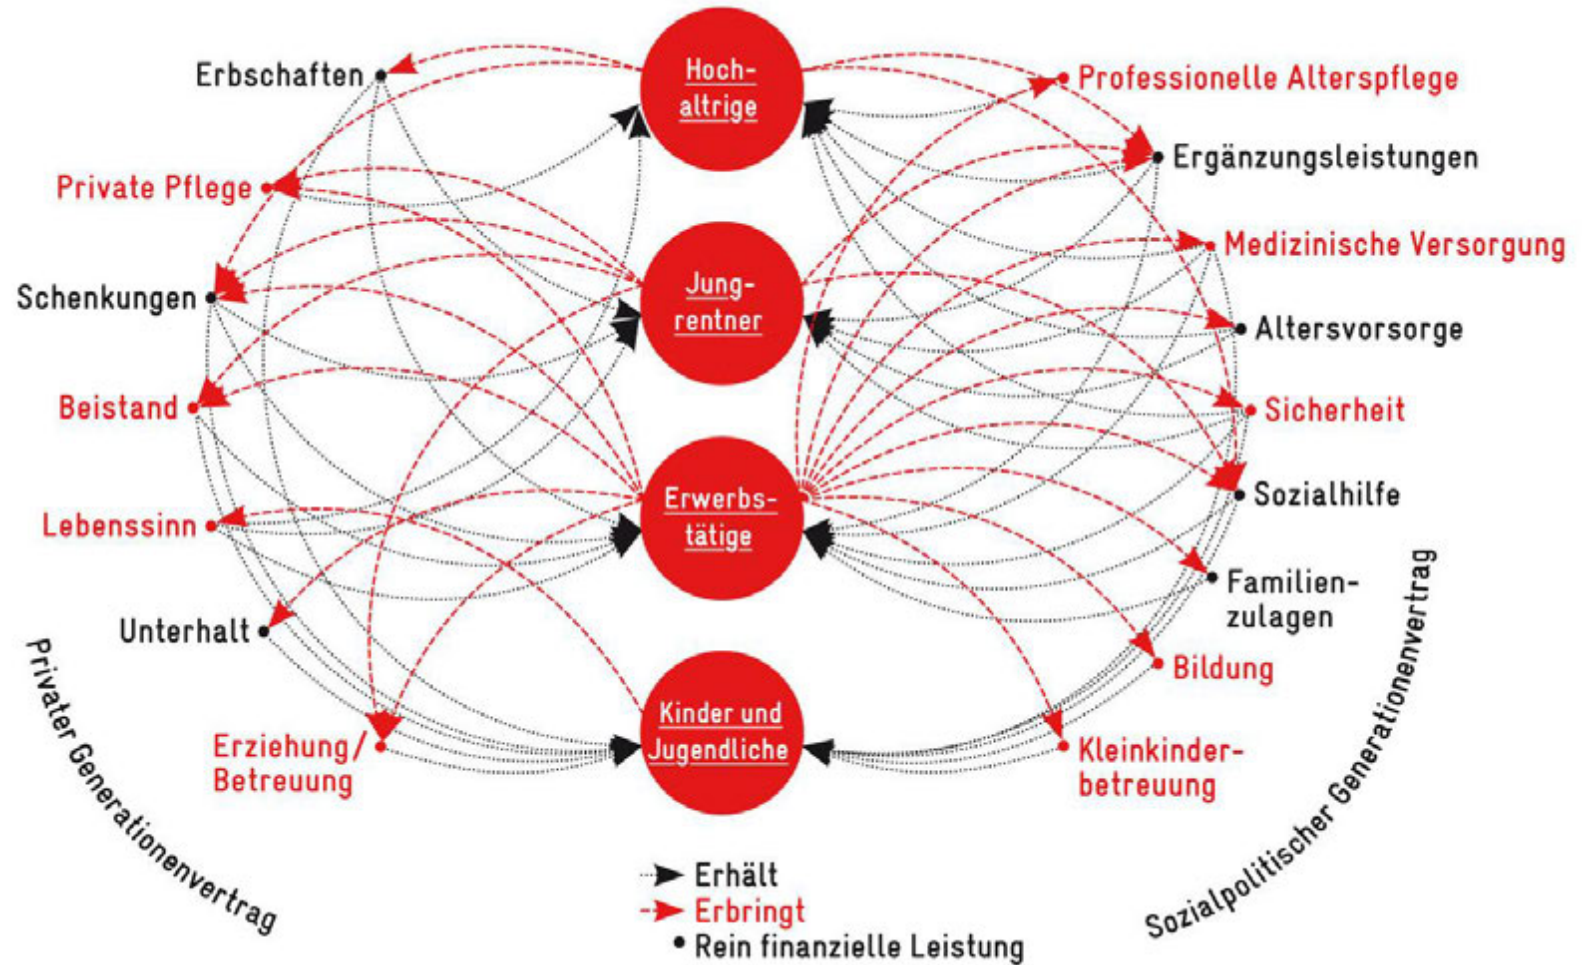 Hoch-
altrige
Jung-
rentner
Erwerbs-
tätige
Kinder und
Jugendliche
Erbschaften
Private Pflege
Schenkungen
Beistand
Lebenssinn
Unterhalt
Erziehung/
Betreuung
Privater Generationenvertrag
Professionelle Alterspflege
Ergänzungsleistungen
Medizinische Versorgung
Altersvorsorge
Sicherheit
Sozialhilfe
Familien-
zulagen
Bildung
Kleinkinder-
betreuung
Sozialpolitischer Generationenvertrag
Erhält
Erbringt
Rein finanzielle Leistung